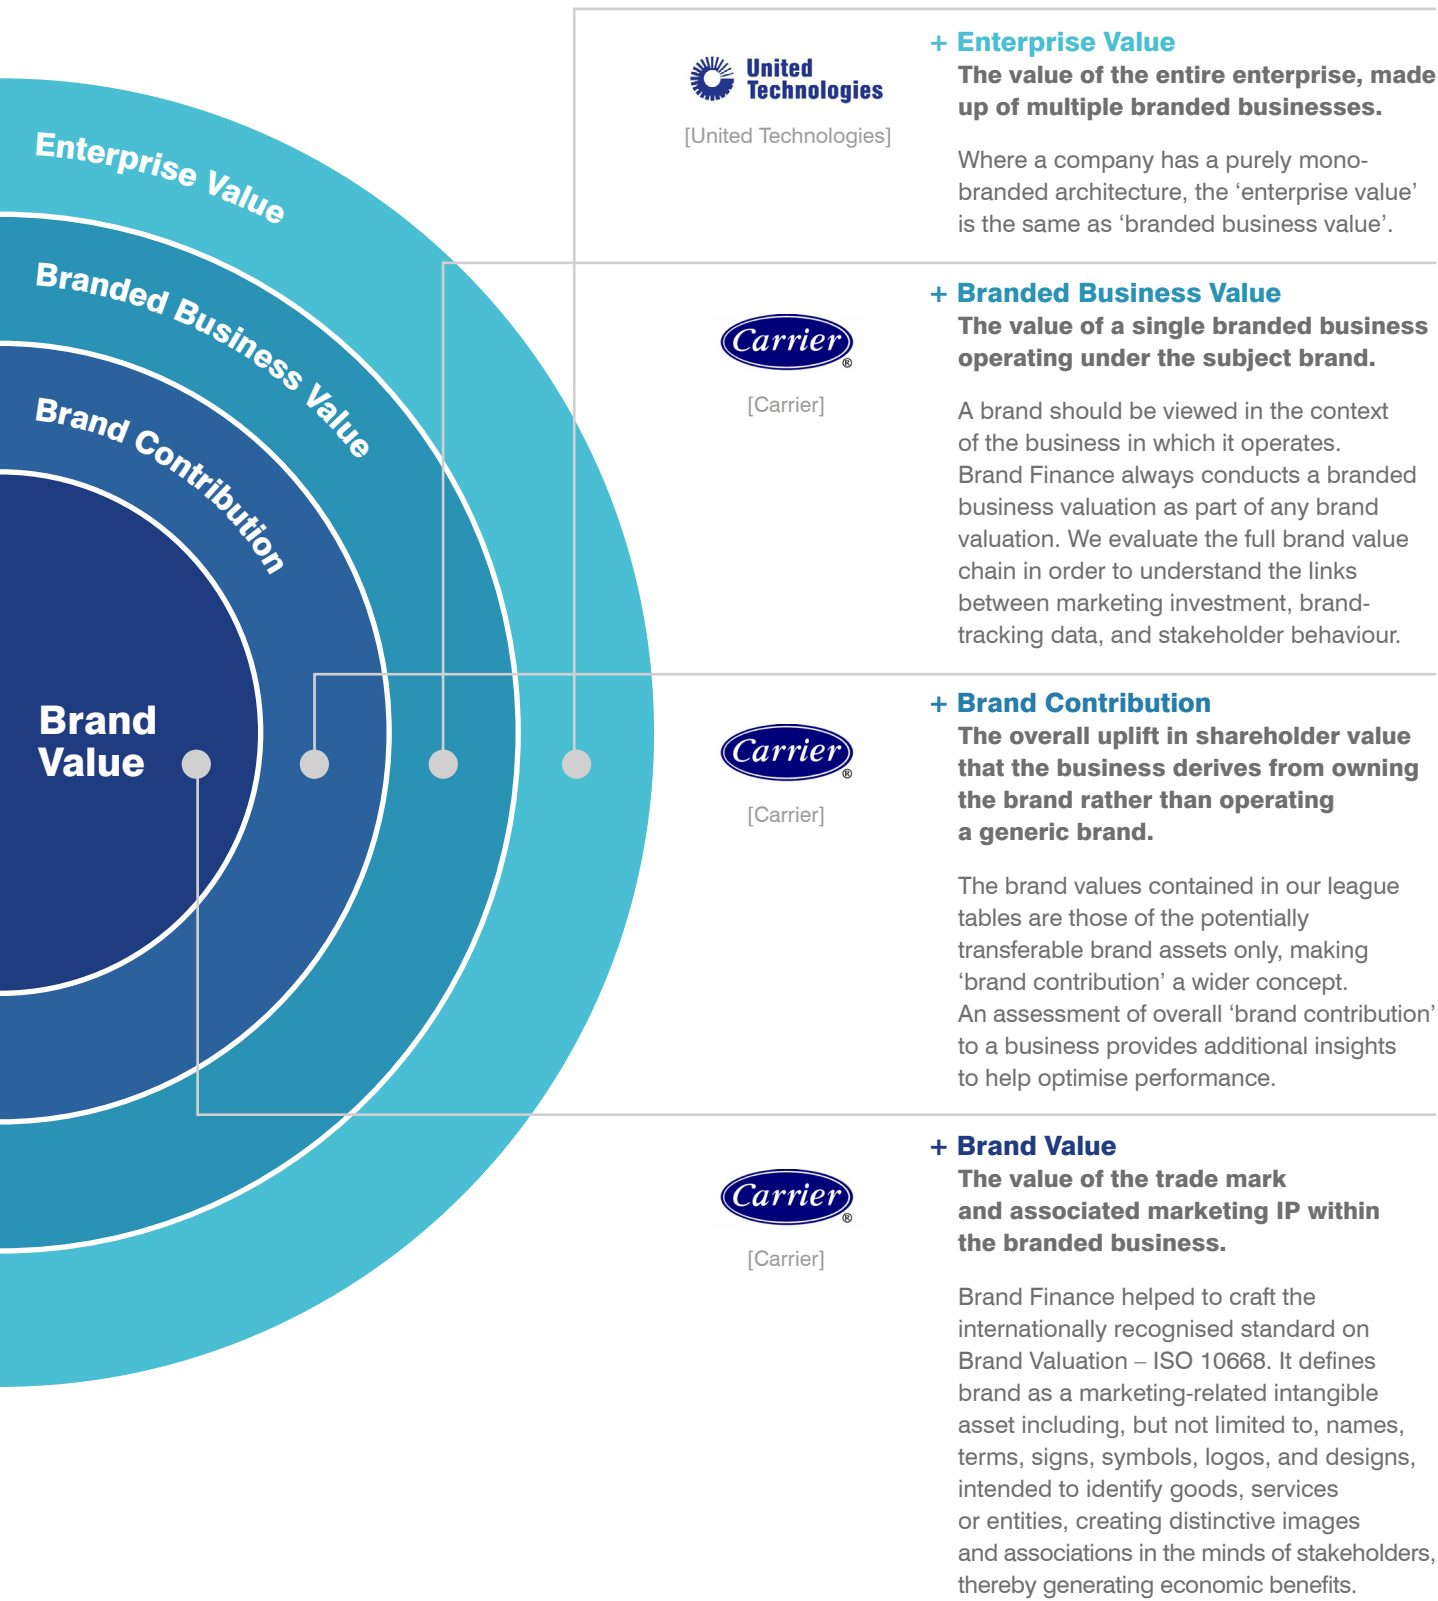 Enterprise Value
Branded Business Value
Brand Contribution
Brand
Value
United
Technologies
[United Technologies]
+ Enterprise Value
The value of the entire enterprise, made
up of multiple branded businesses.
Where a company has a purely mono-
branded architecture, the ‘enterprise value’
is the same as ‘branded business value’.
Carrier
®
[Carrier]
+ Branded Business Value
The value of a single branded business
operating under the subject brand.
A brand should be viewed in the context
of the business in which it operates.
Brand Finance always conducts a branded
business valuation as part of any brand
valuation. We evaluate the full brand value
chain in order to understand the links
between marketing investment, brand-
tracking data, and stakeholder behaviour.
Carrier
®
[Carrier]
+ Brand Contribution
The overall uplift in shareholder value
that the business derives from owning
the brand rather than operating
a generic brand.
The brand values contained in our league
tables are those of the potentially
transferable brand assets only, making
‘brand contribution’ a wider concept.
An assessment of overall ‘brand contribution’
to a business provides additional insights
to help optimise performance.
Carrier
®
[Carrier]
+ Brand Value
The value of the trade mark
and associated marketing IP within
the branded business.
Brand Finance helped to craft the
internationally recognised standard on
Brand Valuation – ISO 10668. It defines
brand as a marketing-related intangible
asset including, but not limited to, names,
terms, signs, symbols, logos, and designs,
intended to identify goods, services
or entities, creating distinctive images
and associations in the minds of stakeholders,
thereby generating economic benefits.